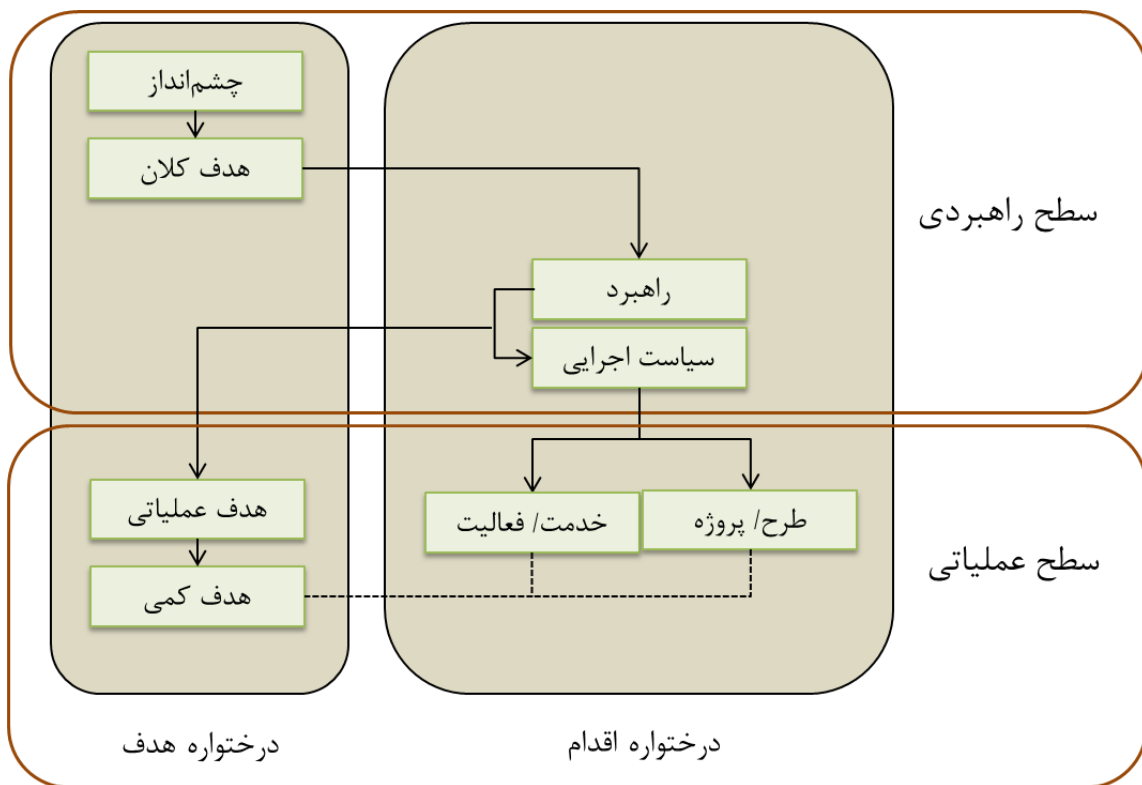 چشم‌انداز
هدف کلان
سطح راهبردی
راهبرد
سیاست اجرایی
هدف عملیاتی
خدمت/ فعالیت
طرح/ پروژه
سطح عملیاتی
هدف کمی
درختواره اقدام
درختواره هدف